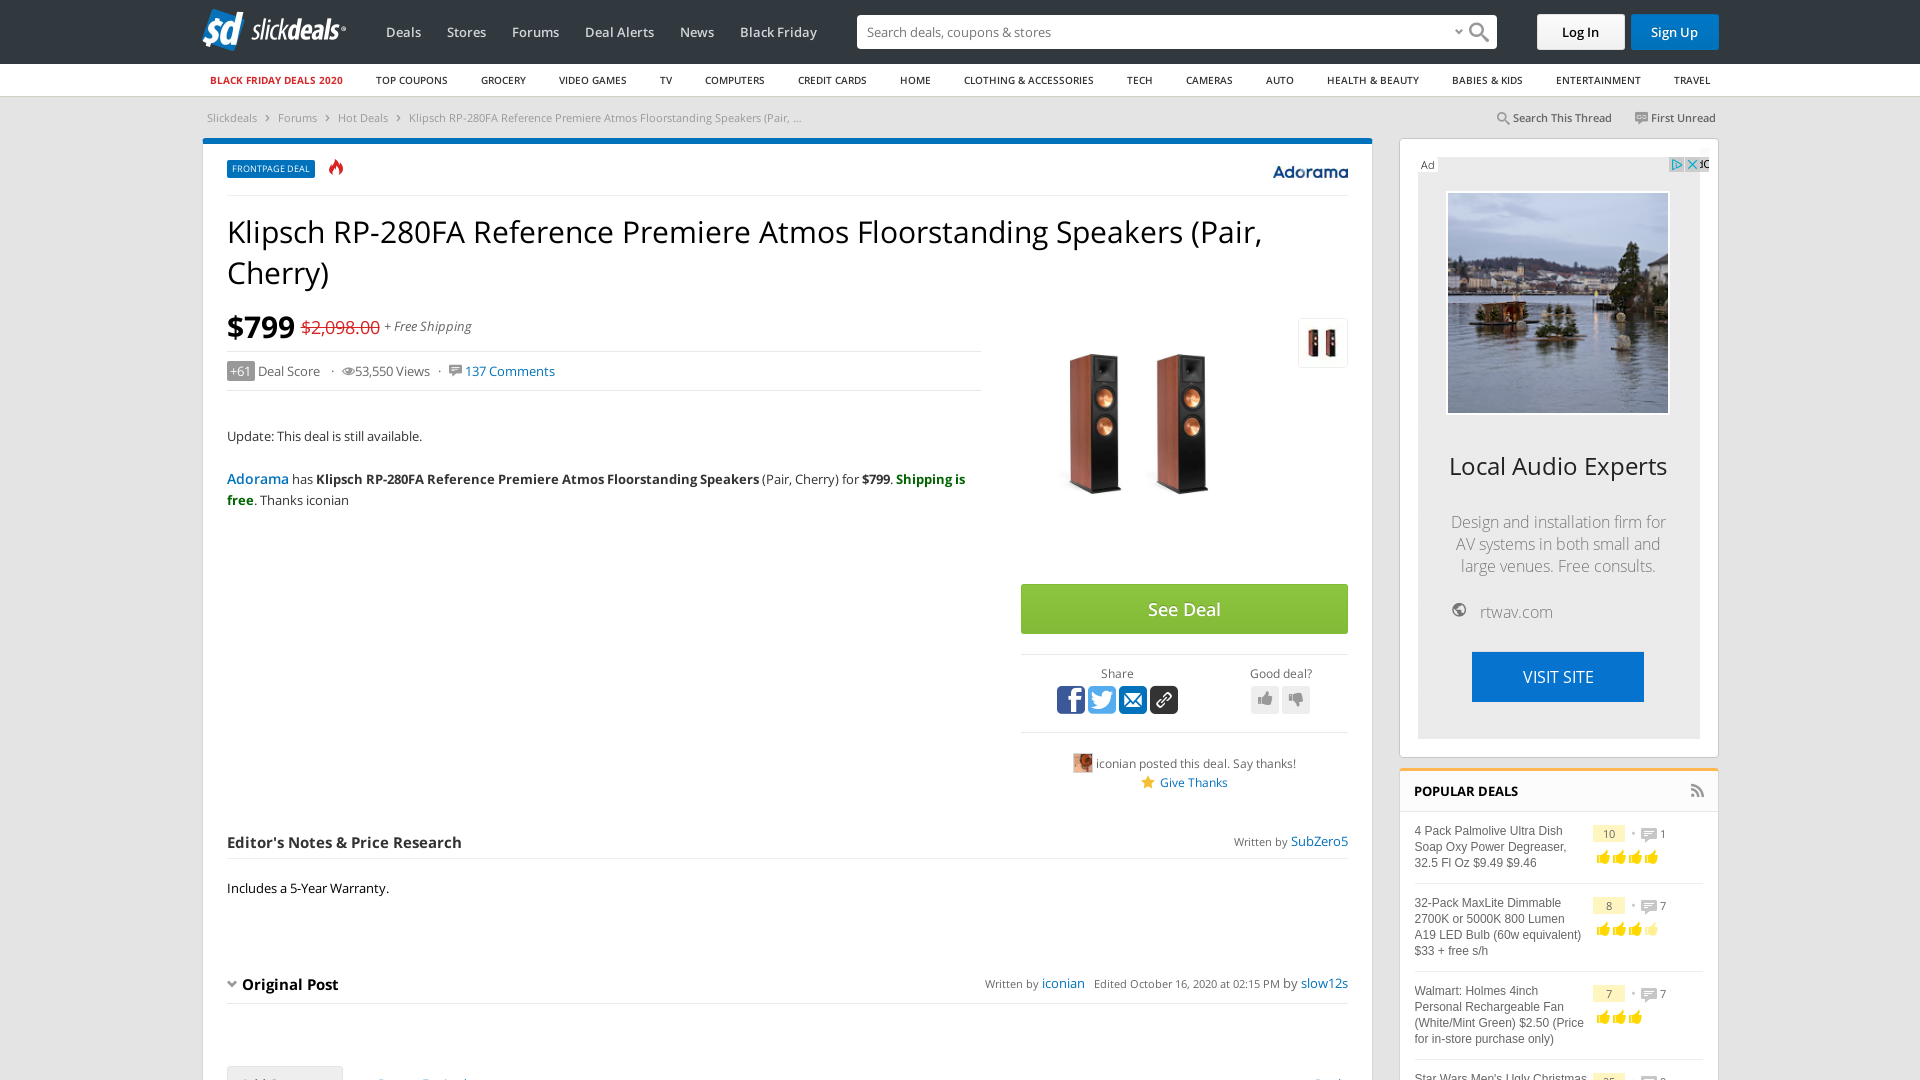 sd slickdeals
Deals Stores Forums Deal Alerts News Black Friday
Search deals, coupons & shops
Log In
Sign Up
BLACK FRIDAY DEALS 2020 TOP COUPONS GROCERY VIDEO GAMES TV COMPUTERS CREDIT CARDS HOME CLOTHING & ACCESSORIES TECH CAMERAS AUTO HEALTH & BEAUTY BABIES & KIDS ENTERTAINMENT TRAVEL
Slickdeals › Forums › Hot Deals › Klipsch RP-280FA Reference Premiere Atmos Floorstanding Speakers (Pair, ...
Search This Thread First Unread
FRONTPAGE DEAL
Adorama
Klipsch RP-280FA Reference Premiere Atmos Floorstanding Speakers (Pair,
Cherry)
$799 $2,098.00 + Free Shipping
+61 Deal Score · 53,550 Views · 137 Comments
Update: This deal is still available.
Adorama has Klipsch RP-280FA Reference Premiere Atmos Floorstanding Speakers (Pair, Cherry) for $799. Shipping is
free. Thanks iconian
See Deal
Share
Good deal?
iconian posted this deal. Say thanks!
Give Thanks
Editor's Notes & Price Research
Written by SubZero5
Includes a 5-Year Warranty.
Original Post
Written by iconian Edited October 16, 2020 at 02:15 PM by slow12s
Ad
Local Audio Experts
Design and installation firm for
AV systems in both small and
large venues. Free consults.
rtwav.com
VISIT SITE
POPULAR DEALS
4 Pack Palmolive Ultra Dish
Soap Oxy Power Degreaser,
32.5 Fl Oz $9.49 $9.46
10 • 1
32-Pack MaxLite Dimmable
2700K or 5000K 800 Lumen
A19 LED Bulb (60w equivalent)
$33 + free s/h
8 • 7
Walmart: Holmes 4inch
Personal Rechargeable Fan
(White/Mint Green) $2.50 (Price
for in-store purchase only)
7 • 7
Star Wars Men's Ugly Christmas